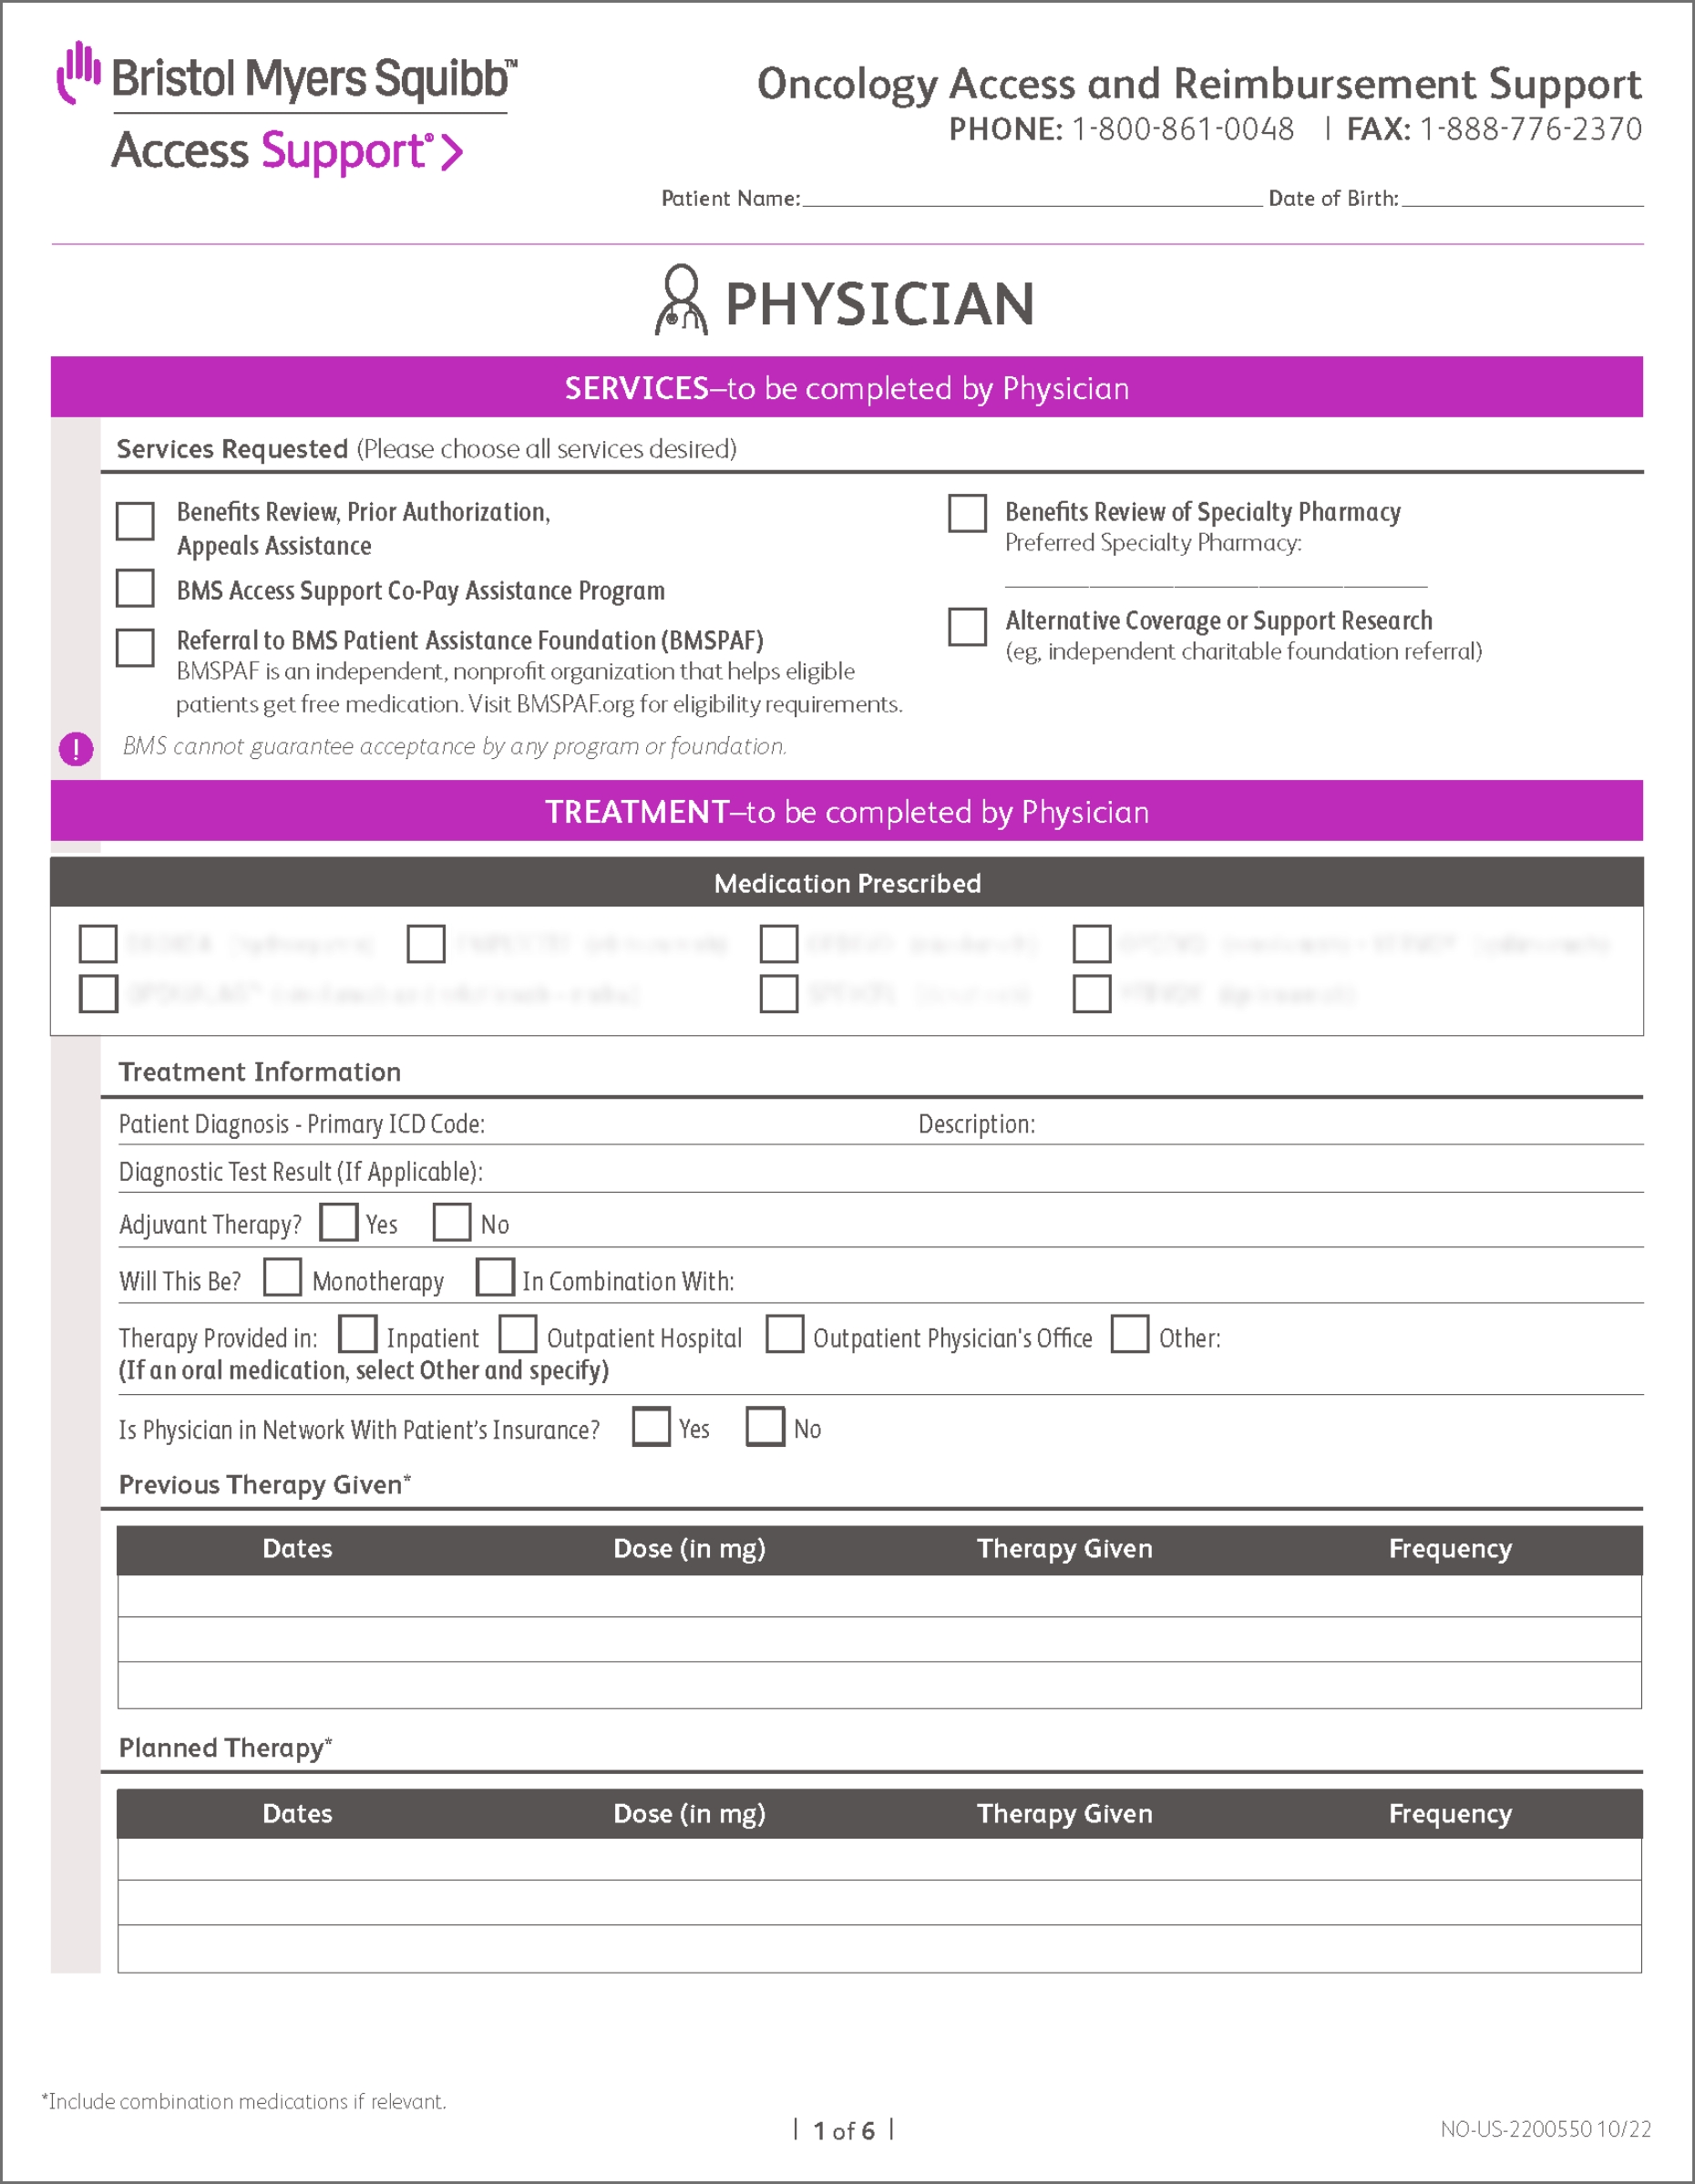 Bristol Myers Squibb™
Access Support®
Oncology Access and Reimbursement Support
PHONE: 1-800-861-0048 | FAX: 1-888-776-2370
Patient Name: Date of Birth:
PHYSICIAN
SERVICES–to be completed by Physician
Services Requested (Please choose all services desired)
Benefits Review, Prior Authorization,
Appeals Assistance
BMS Access Support Co-Pay Assistance Program
Referral to BMS Patient Assistance Foundation (BMSPAF)
BMSPAF is an independent, nonprofit organization that helps eligible
patients get free medication. Visit BMSPAF.org for eligibility requirements.
Benefits Review of Specialty Pharmacy
Preferred Specialty Pharmacy:
Alternative Coverage or Support Research
(eg, independent charitable foundation referral)
! BMS cannot guarantee acceptance by any program or foundation.
TREATMENT–to be completed by Physician
Medication Prescribed
Treatment Information
Patient Diagnosis - Primary ICD Code: Description:
Diagnostic Test Result (If Applicable):
Adjuvant Therapy? Yes No
Will This Be? Monotherapy In Combination With:
Therapy Provided in: Inpatient Outpatient Hospital Outpatient Physician's Office Other:
(If an oral medication, select Other and specify)
Is Physician in Network With Patient’s Insurance? Yes No
Previous Therapy Given*
Dates Dose (in mg) Therapy Given Frequency
Planned Therapy*
Dates Dose (in mg) Therapy Given Frequency
*Include combination medications if relevant.
| 1 of 6 |
NO-US-2200550 10/22